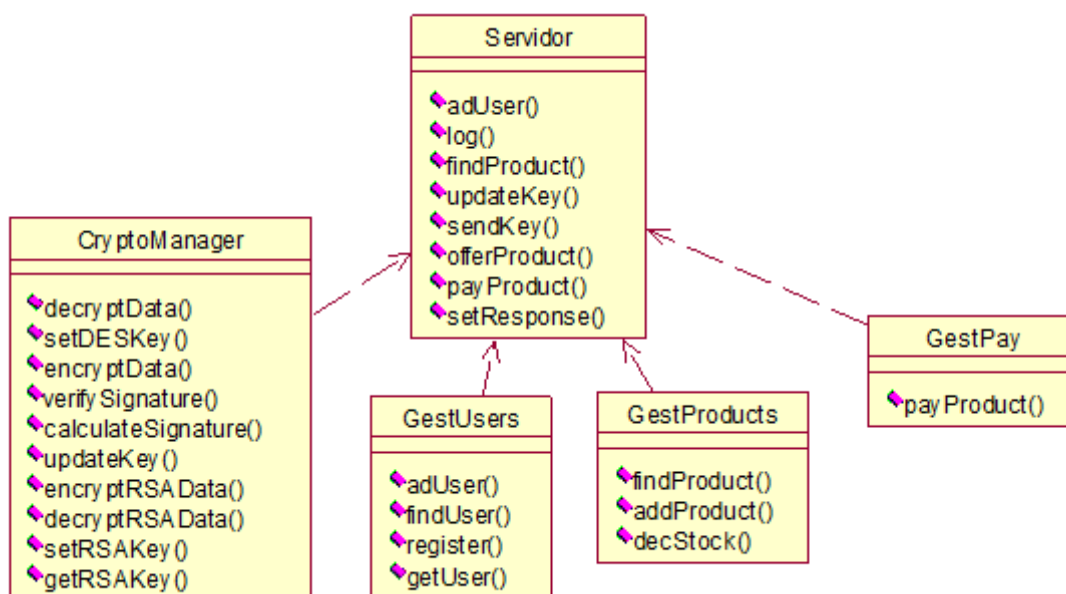 Servidor
adUser()
log()
findProduct()
updateKey()
sendKey()
offerProduct()
payProduct()
setResponse()
CryptoManager
decryptData()
setDESKey()
encryptData()
verifySignature()
calculateSignature()
updateKey()
encryptRSAData()
decryptRSAData()
setRSAKey()
getRSAKey()
GestUsers
adUser()
findUser()
register()
getUser()
GestProducts
findProduct()
addProduct()
decStock()
GestPay
payProduct()